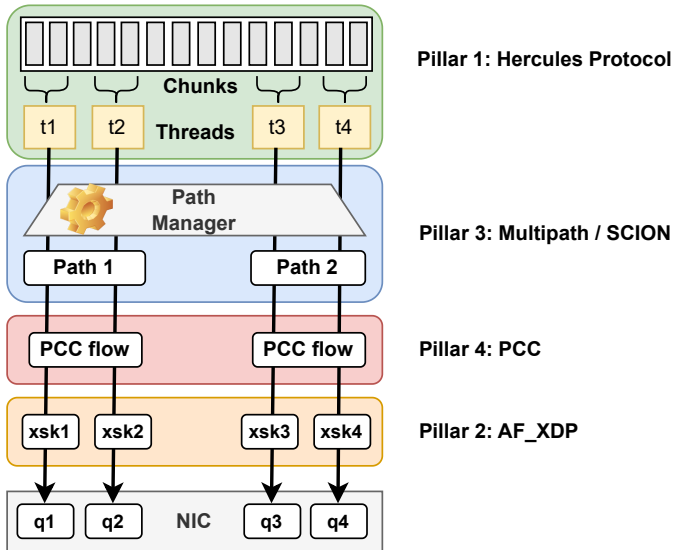 Pillar 1: Hercules Protocol
Chunks
t1 t2 Threads t3 t4
Path
Manager
Pillar 3: Multipath / SCION
Path 1 Path 2
PCC flow PCC flow Pillar 4: PCC
xsk1 xsk2 xsk3 xsk4 Pillar 2: AF_XDP
q1 q2 NIC q3 q4